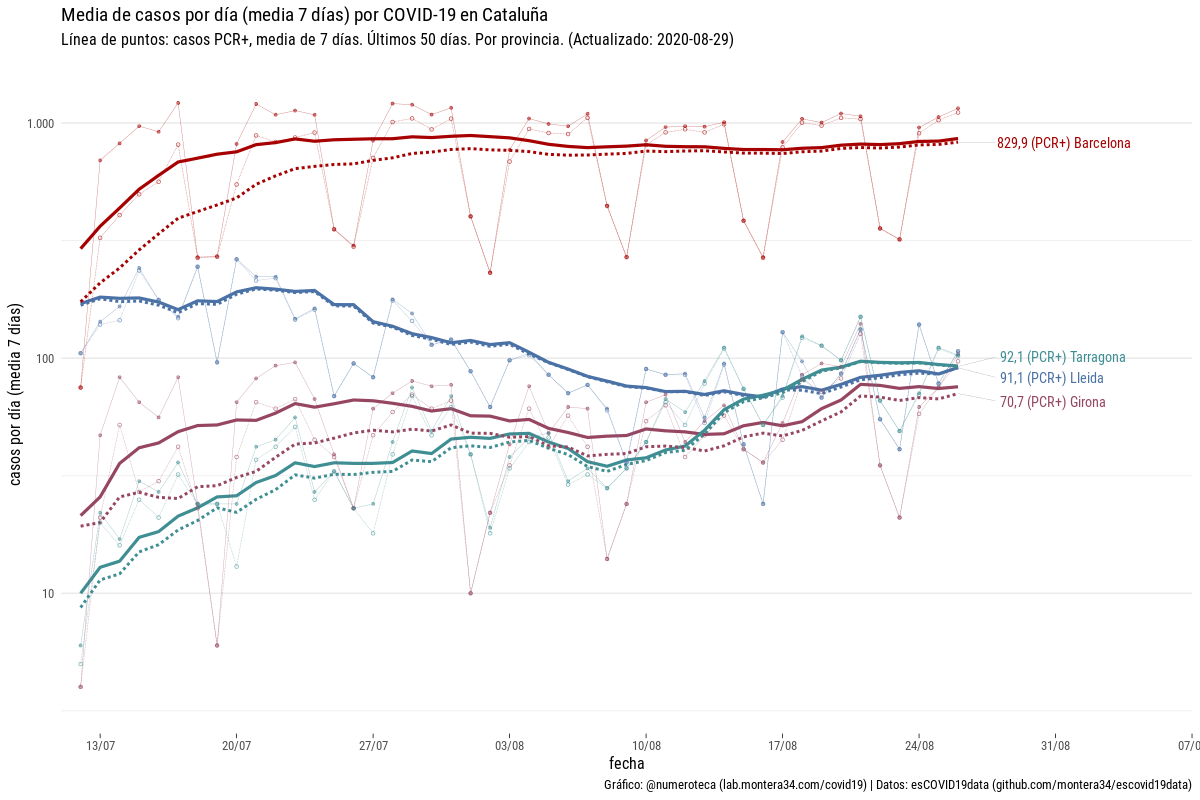 Media de casos por día (media 7 días) por COVID-19 en Cataluña
Línea de puntos: casos PCR+, media de 7 días. Últimos 50 días. Por provincia. (Actualizado: 2020-08-29)
casos por día (media 7 días)
1.000
100
10
829,9 (PCR+) Barcelona
92,1 (PCR+) Tarragona
91,1 (PCR+) Lleida
70,7 (PCR+) Girona
13/07 20/07 27/07 03/08 10/08 17/08 24/08 31/08 07/0
fecha
Gráfico: @numeroteca (lab.montera34.com/covid19) | Datos: esCOVID19data (github.com/montera34/escovid19data)